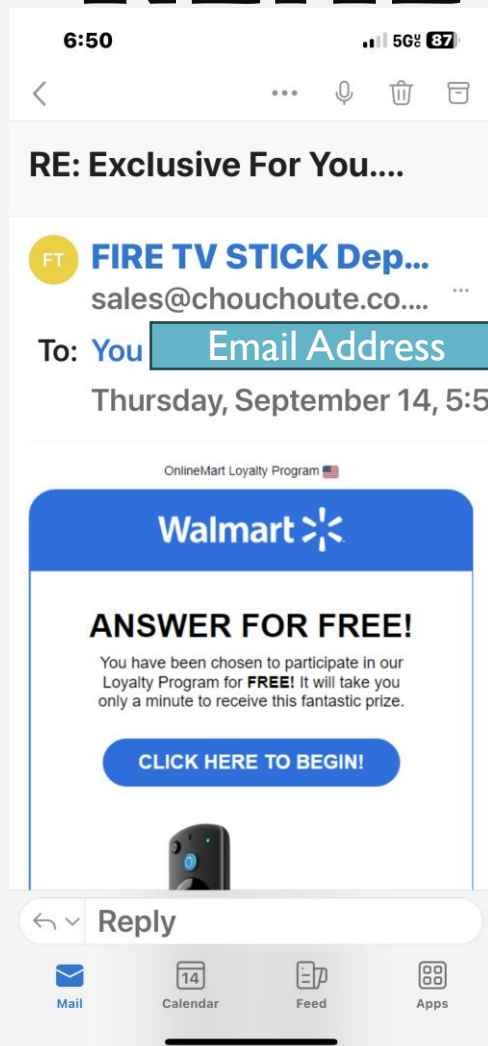 6:50
5G 87
RE: Exclusive For You....
FT
FIRE TV STICK Dep...
sales@chouchoute.co....
To: You Email Address
Thursday, September 14, 5:5
OnlineMart Loyalty Program
Walmart
ANSWER FOR FREE!
You have been chosen to participate in our
Loyalty Program for FREE! It will take you
only a minute to receive this fantastic prize.
CLICK HERE TO BEGIN!
Reply
14
Mail Calendar Feed Apps